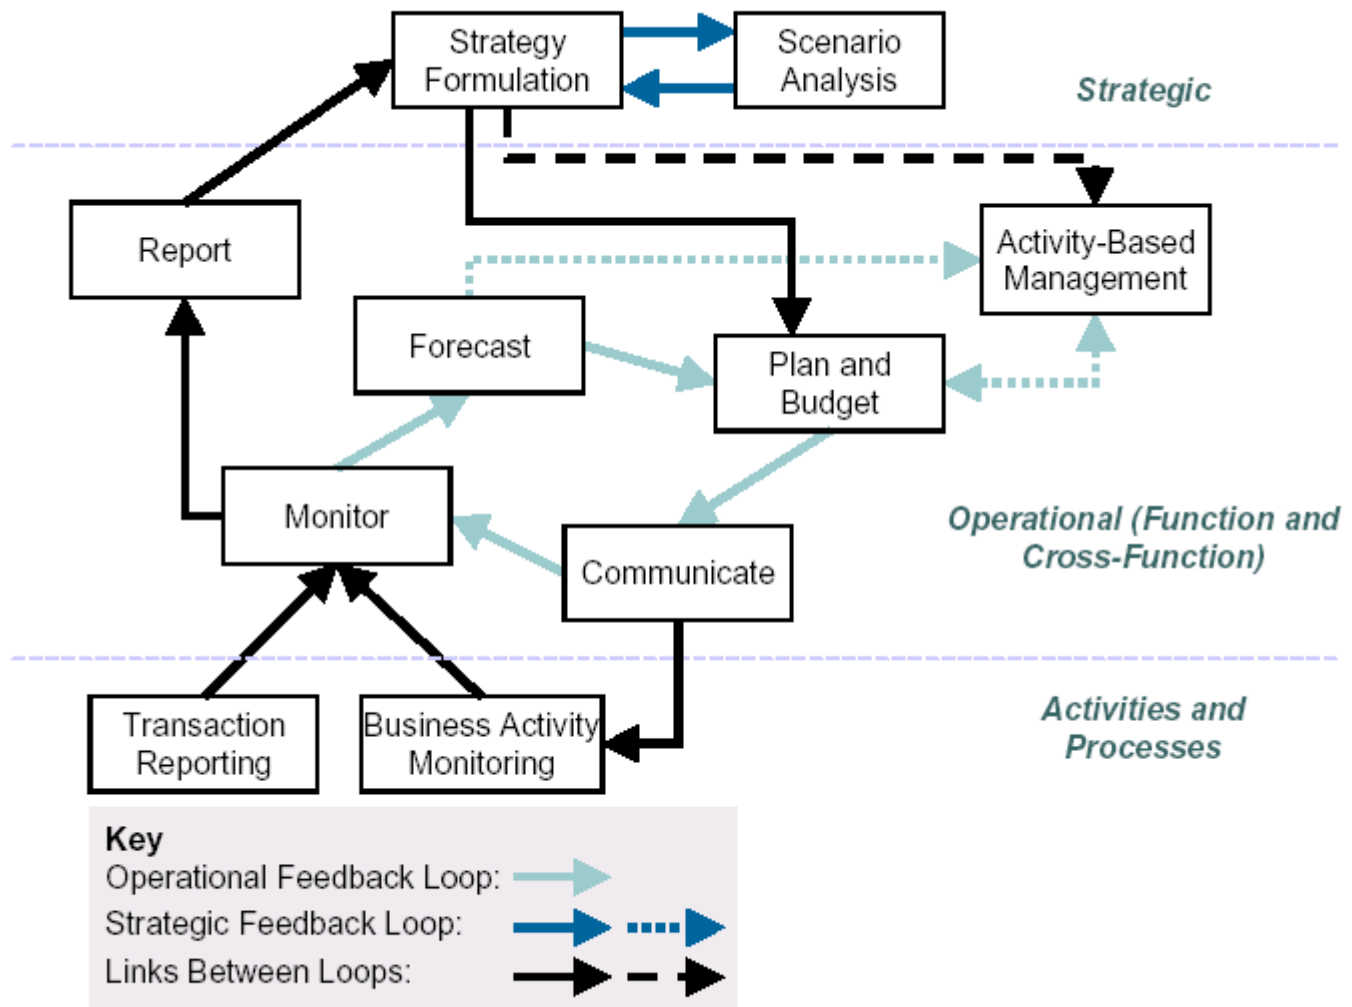 Strategy
Formulation
Scenario
Analysis
Strategic
Report
Activity-Based
Management
Forecast
Plan and
Budget
Monitor
Communicate
Operational (Function and
Cross-Function)
Transaction
Reporting
Business Activity
Monitoring
Activities and
Processes
Key
Operational Feedback Loop:
Strategic Feedback Loop:
Links Between Loops: